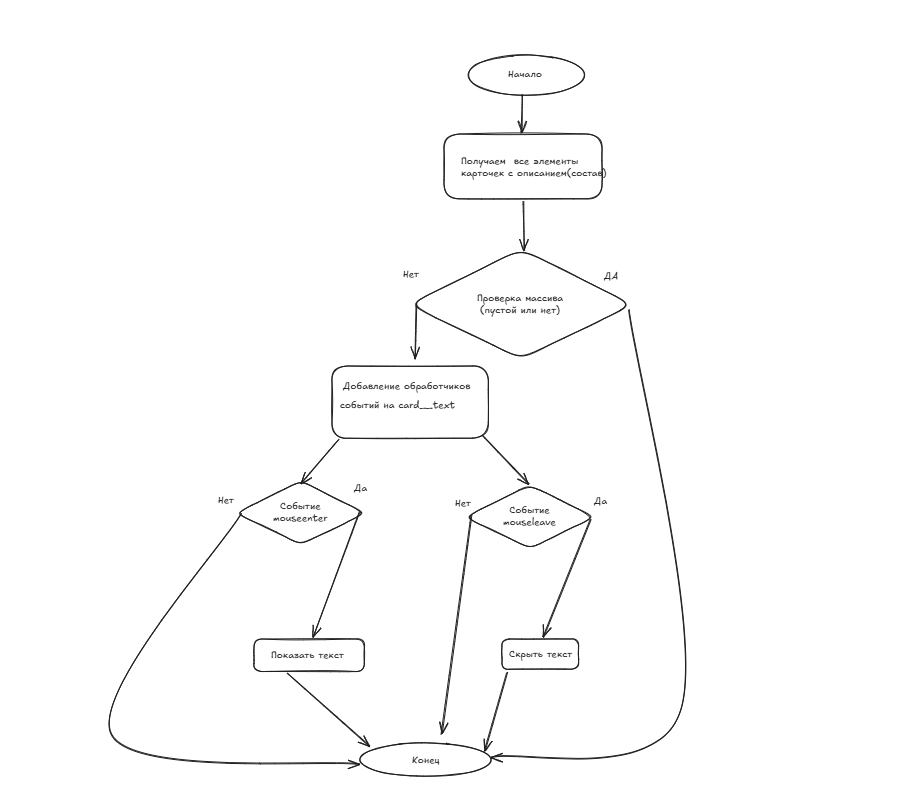 Начало
Получаем все элементы
карточек с описанием(состав)
Нет
ДА
Проверка массива
(пустой или нет)
Добавление обработчиков
событий на card__text
Нет
Да
Событие
mouseenter
Нет
Да
Событие
mouseleave
Показать текст
Скрыть текст
Конец